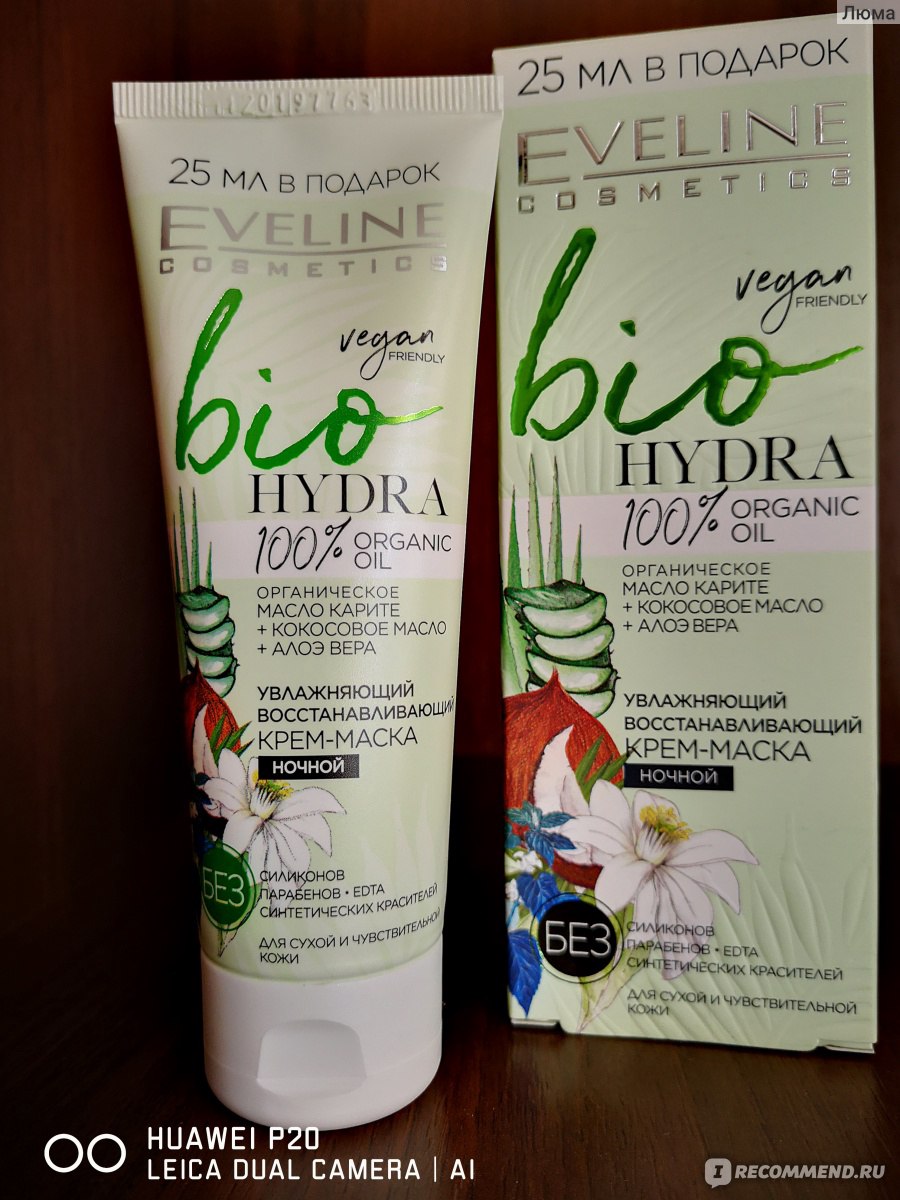 Люма
1120197763
25 МЛ В ПОДАРОК
EVELINE
COSMETICS
vegan
FRIENDLY
bio
HYDRA
100% ORGANIC
OIL
ОРГАНИЧЕСКОЕ
МАСЛО КАРИТЕ
+ КОКОСОВОЕ МАСЛО
+ АЛОЭ ВЕРА
УВЛАЖНЯЮЩИЙ
ВОССТАНАВЛИВАЮЩИЙ
КРЕМ-МАСКА
НОЧНОЙ
БЕЗ
СИЛИКОНОВ
ПАРАБЕНОВ • EDTA
СИНТЕТИЧЕСКИХ КРАСИТЕЛЕЙ
ДЛЯ СУХОЙ И ЧУВСТВИТЕЛЬНОЙ
КОЖИ
25 МЛ В ПОДАРОК
EVELINE
COSMETICS
vegan
FRIENDLY
bio
HYDRA
100% ORGANIC
OIL
ОРГАНИЧЕСКОЕ
МАСЛО КАРИТЕ
+ КОКОСОВОЕ МАСЛО
+ АЛОЭ ВЕРА
УВЛАЖНЯЮЩИЙ
ВОССТАНАВЛИВАЮЩИЙ
КРЕМ-МАСКА
НОЧНОЙ
БЕЗ
СИЛИКОНОВ
ПАРАБЕНОВ • EDTA
СИНТЕТИЧЕСКИХ КРАСИТЕЛЕЙ
ДЛЯ СУХОЙ И ЧУВСТВИТЕЛЬНОЙ
КОЖИ
HUAWEI P20
LEICA DUAL CAMERA | AI
IRECOMMEND.RU